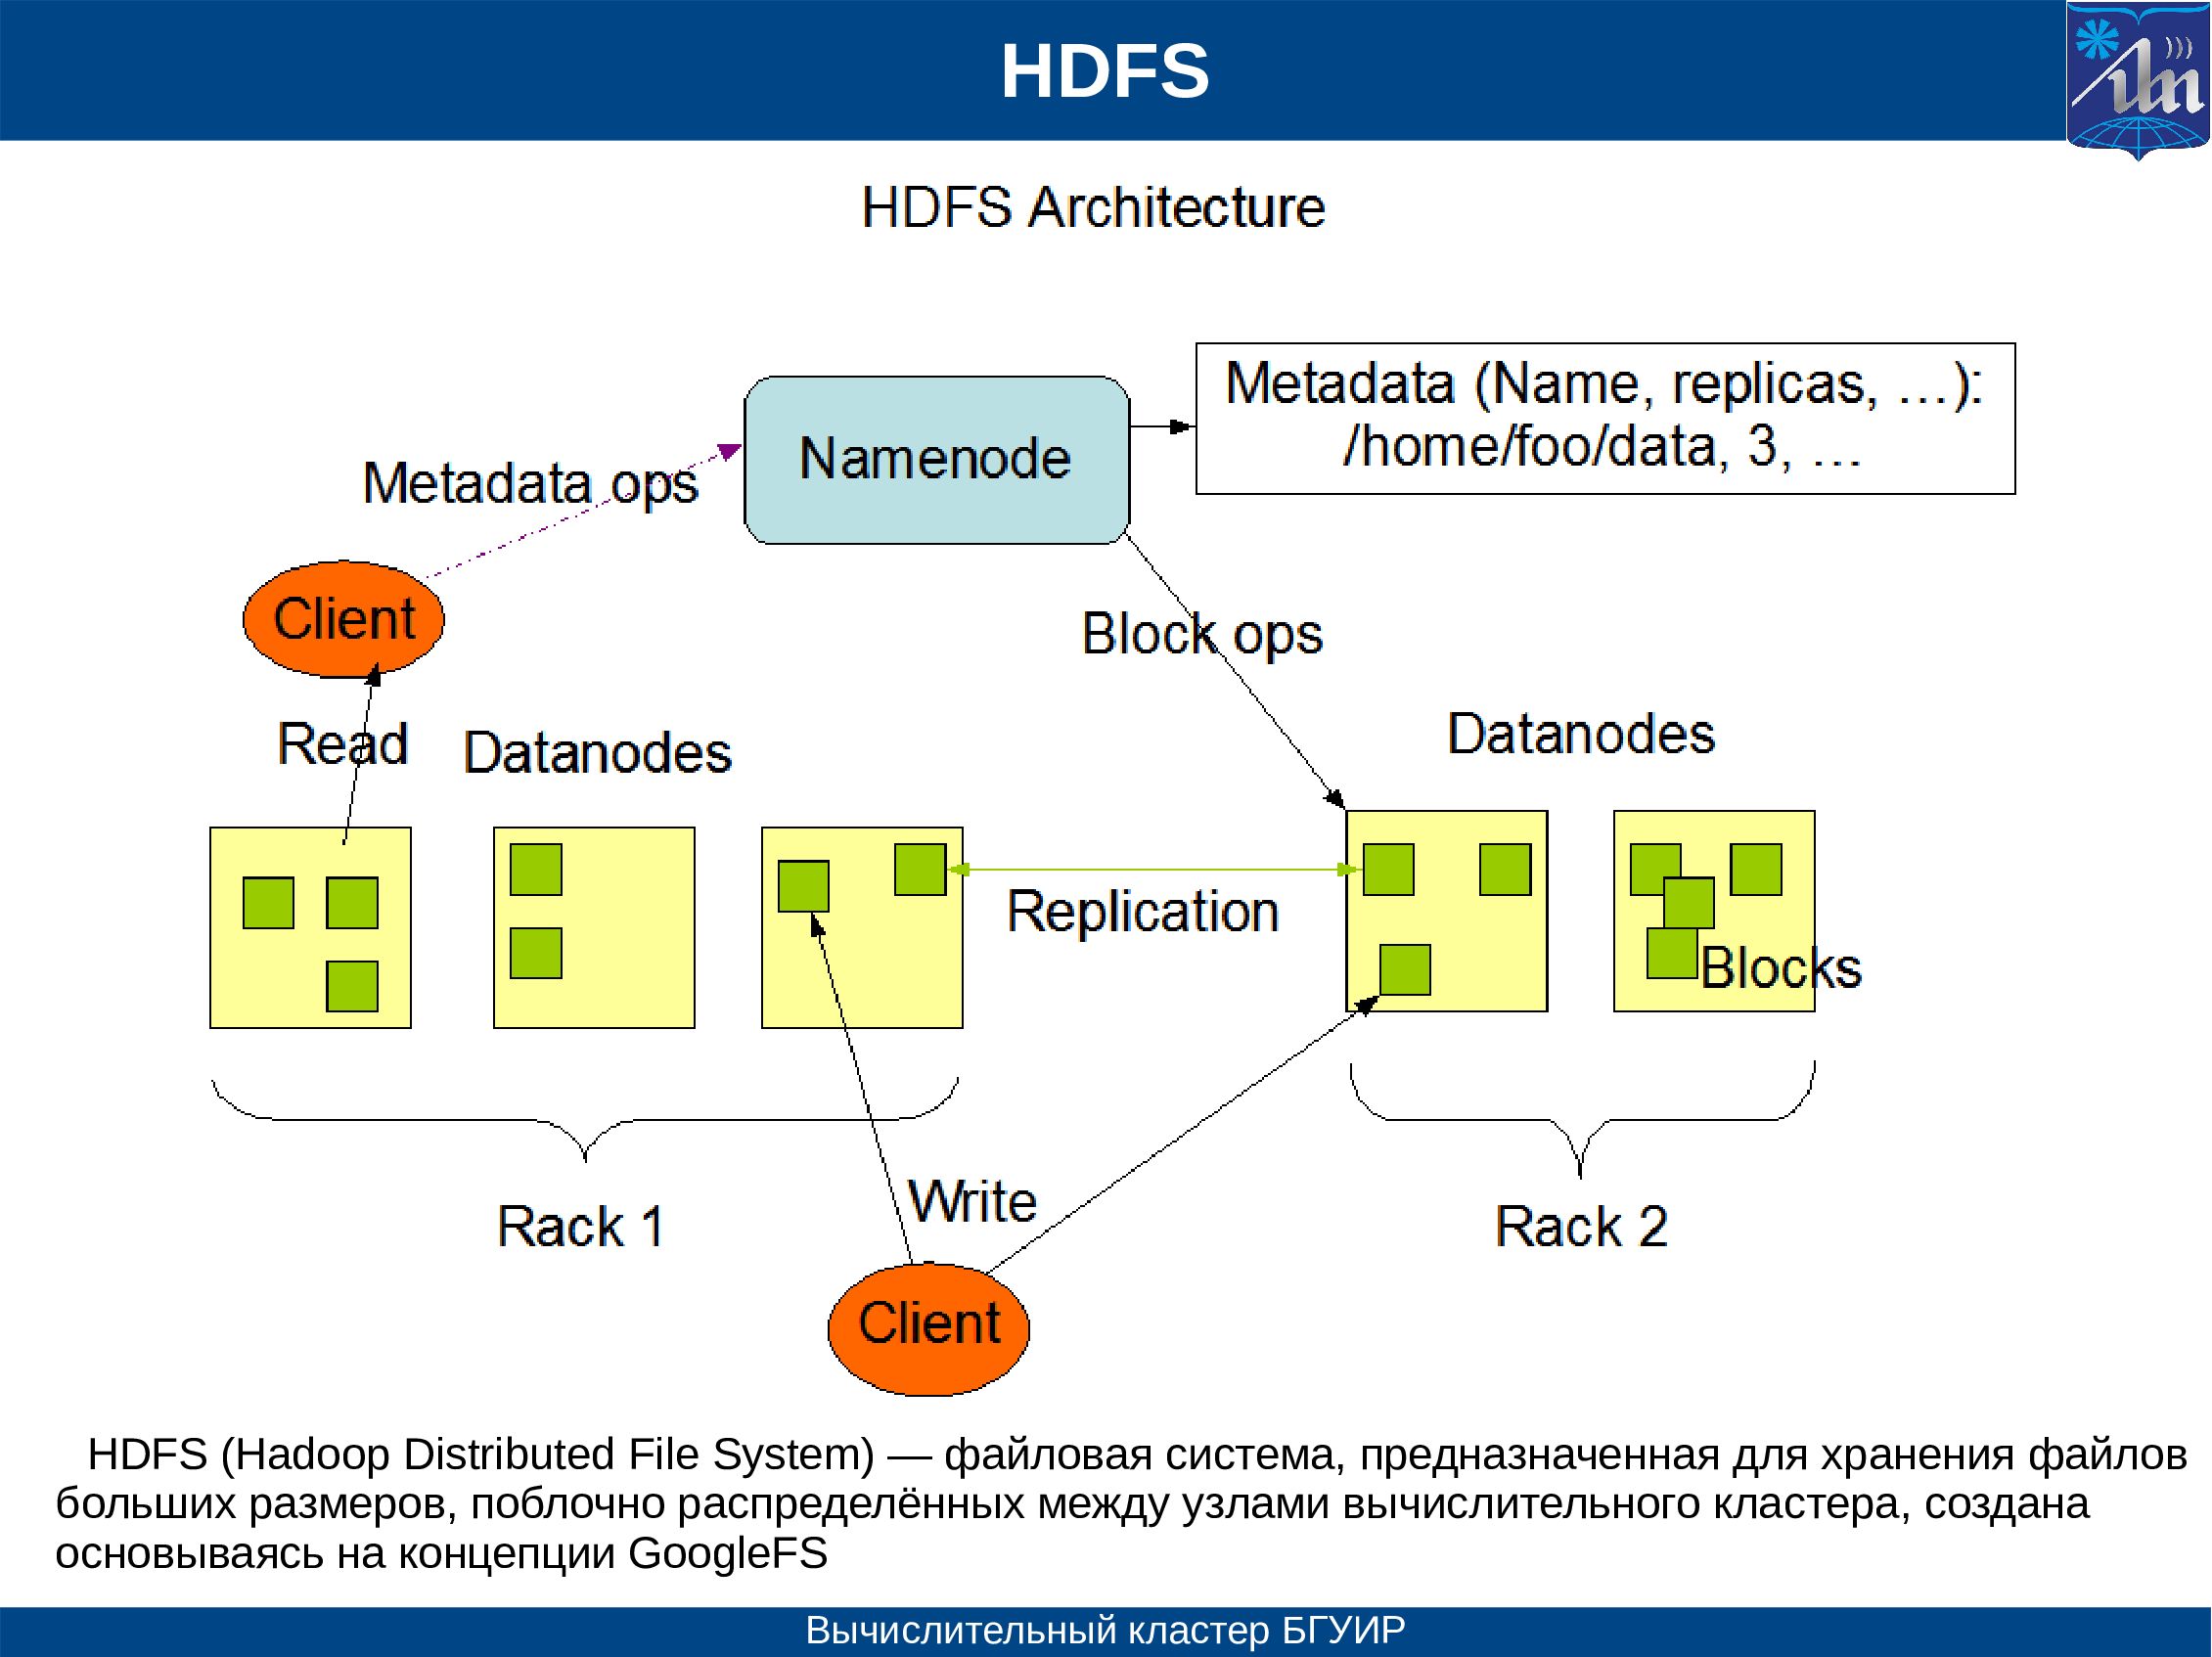 HDFS
HDFS Architecture
Metadata (Name, replicas, …):
/home/foo/data, 3, …
Namenode
Metadata ops
Client
Block ops
Read
Datanodes
Datanodes
Replication
Blocks
Write
Rack 1
Rack 2
Client
HDFS (Hadoop Distributed File System) — файловая система, предназначенная для хранения файлов
больших размеров, поблочно распределённых между узлами вычислительного кластера, создана
основываясь на концепции GoogleFS
Вычислительный кластер БГУИР